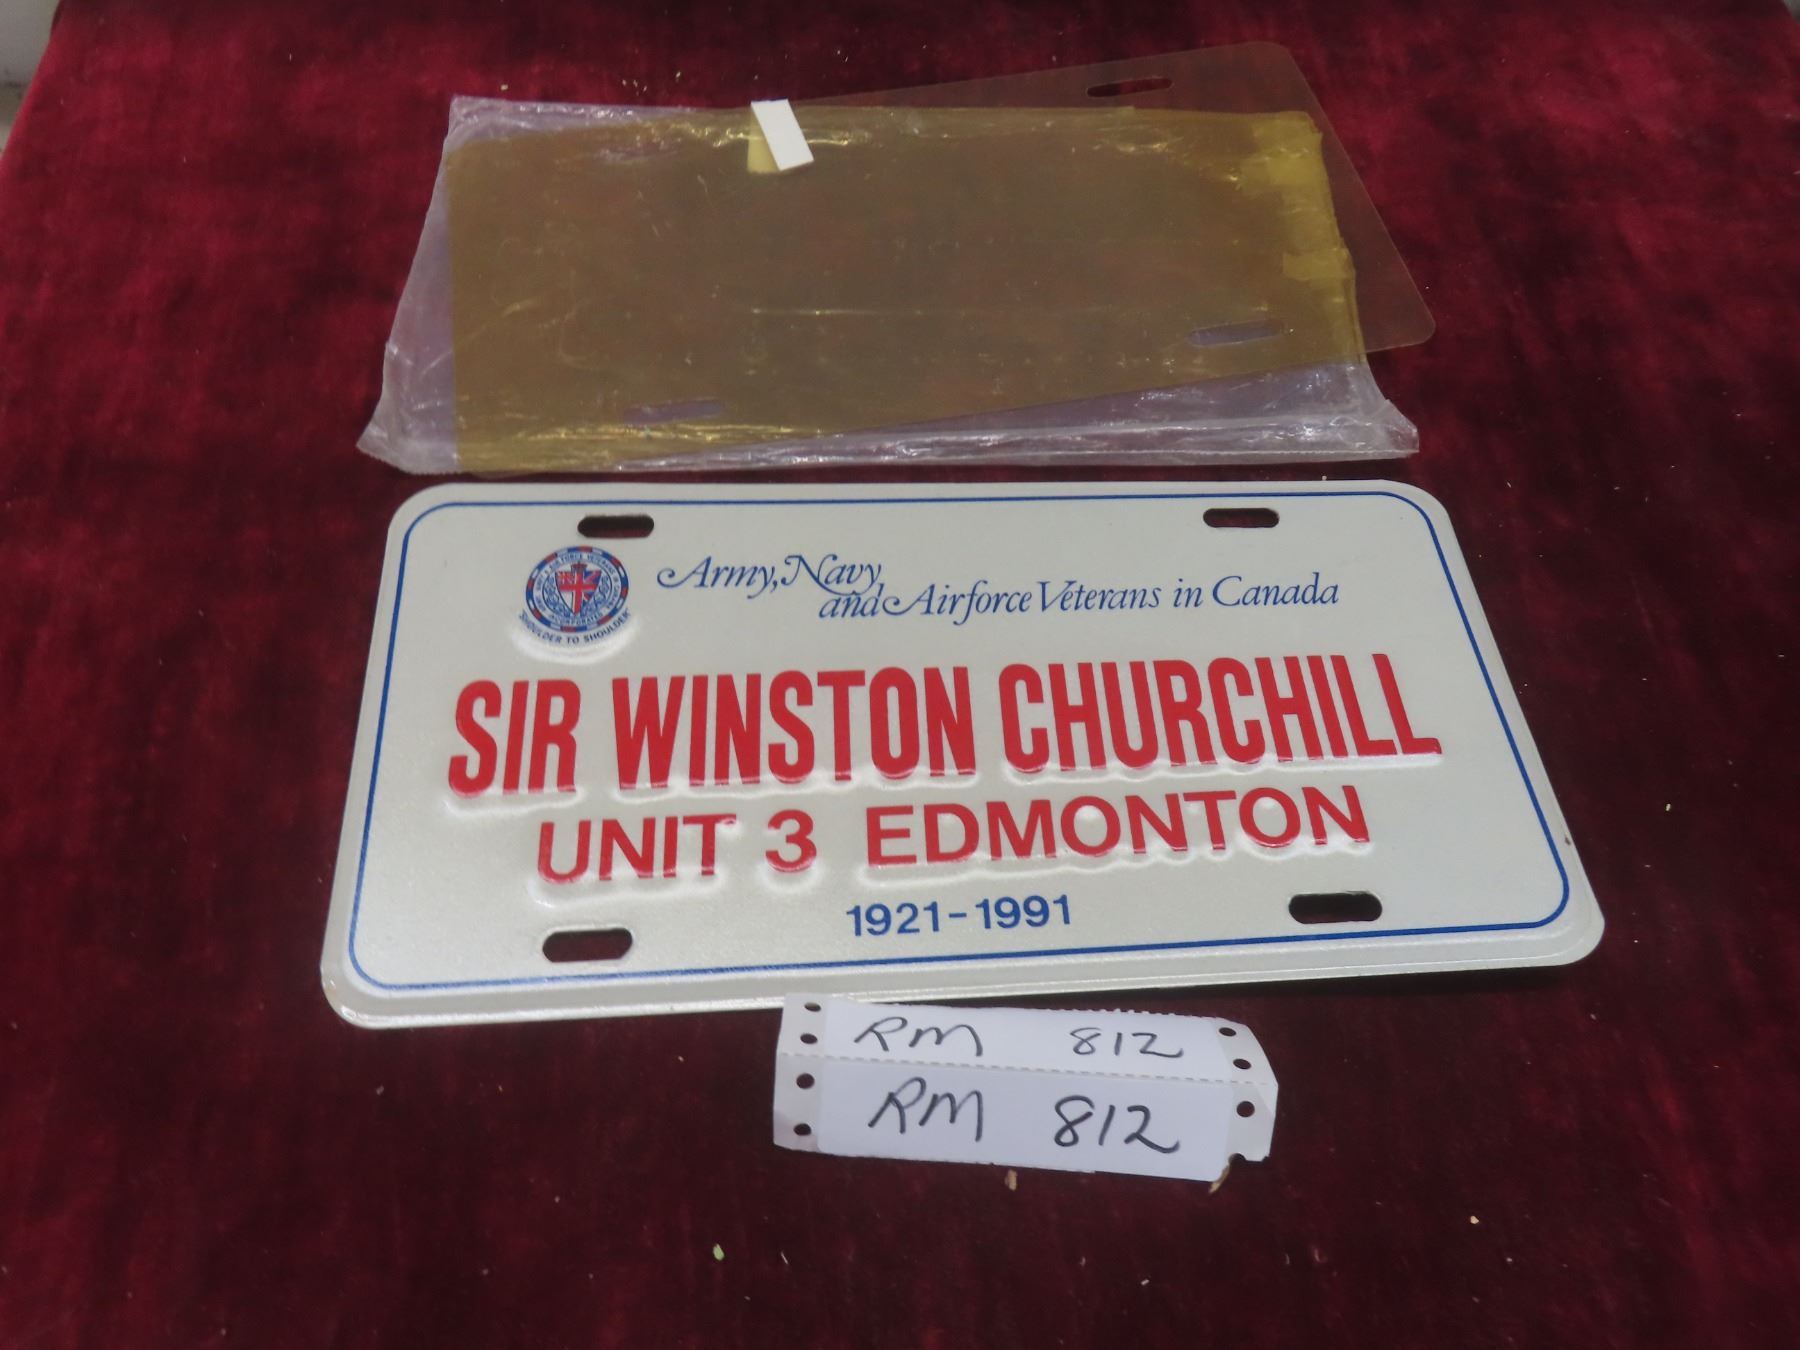 Army, Navy
and Airforce Veterans in Canada
SHOULDER TO SHOULDER
SIR WINSTON CHURCHILL
UNIT 3 EDMONTON
1921-1991
RM 812
RM 812